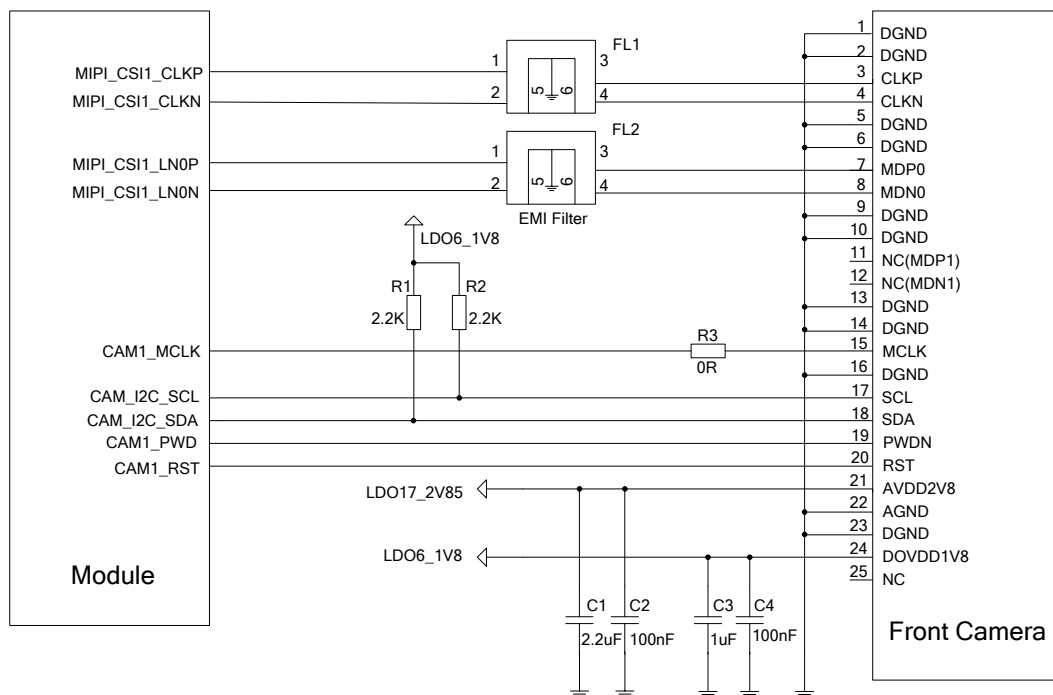 Module
MIPI_CSI1_CLKP
MIPI_CSI1_CLKN
MIPI_CSI1_LN0P
MIPI_CSI1_LN0N
CAM1_MCLK
CAM_I2C_SCL
CAM_I2C_SDA
CAM1_PWD
CAM1_RST
FL1
1
2
3
4
5
6
FL2
1
2
3
4
5
6
EMI Filter
LDO6_1V8
R1
2.2K
R2
2.2K
R3
0R
LDO17_2V85
LDO6_1V8
C1
2.2uF
C2
100nF
C3
1uF
C4
100nF
1 DGND
2 DGND
3 CLKP
4 CLKN
5 DGND
6 DGND
7 MDP0
8 MDN0
9 DGND
10 DGND
11 NC(MDP1)
12 NC(MDN1)
13 DGND
14 DGND
15 MCLK
16 DGND
17 SCL
18 SDA
19 PWDN
20 RST
21 AVDD2V8
22 AGND
23 DGND
24 DOVDD1V8
25 NC
Front Camera